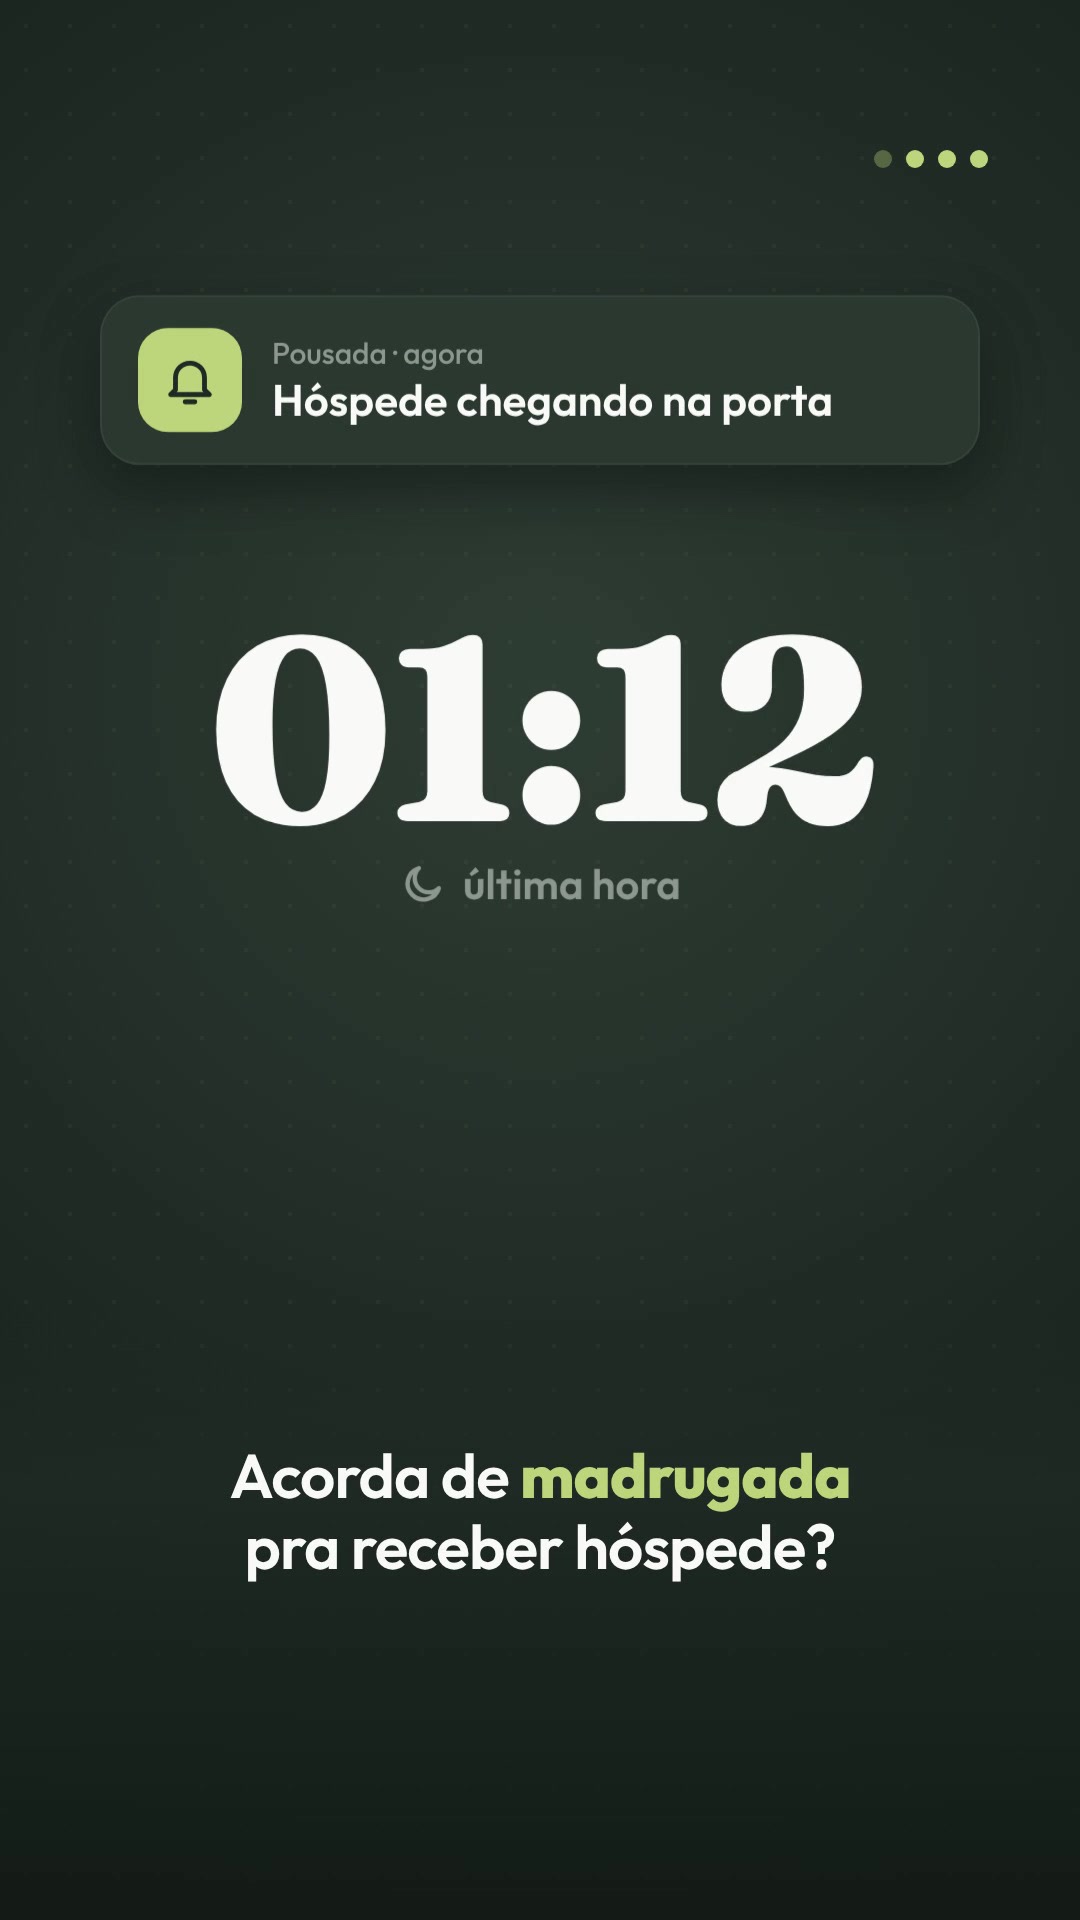 Pousada · agora
Hóspede chegando na porta
01:12
última hora
Acorda de madrugada
pra receber hóspede?